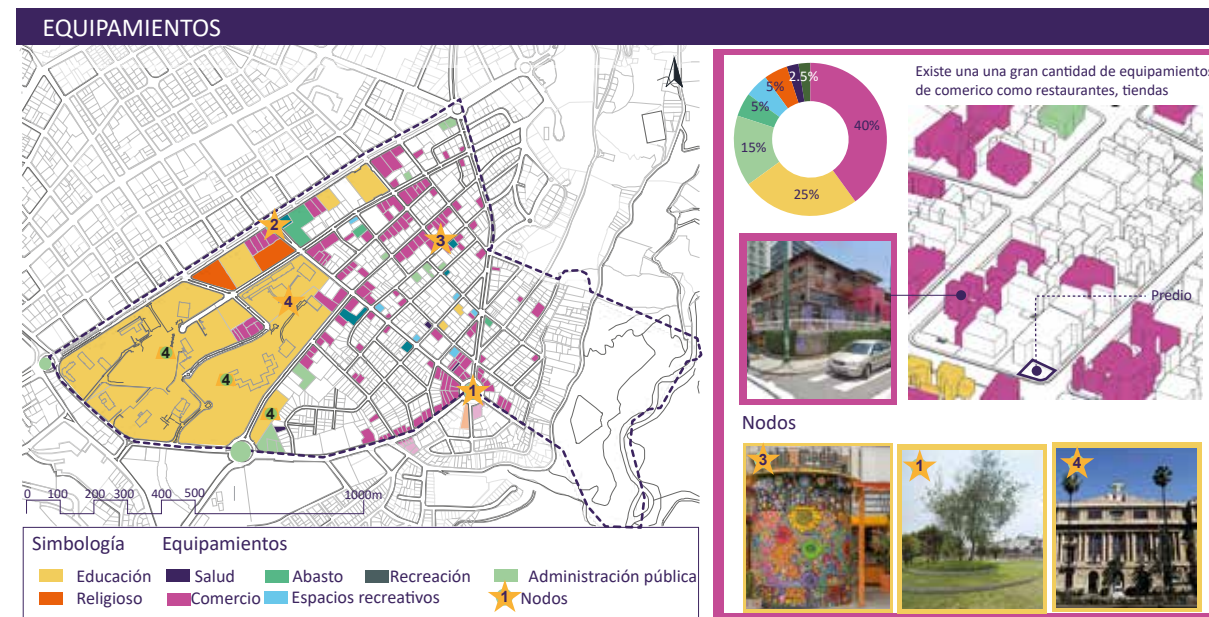 EQUIPAMIENTOS
2
3
4
4
4
4
1
0 100 200 300 400 500 1000m
Simbología Equipamientos
Educación Salud Abasto Recreación Administración pública
Religioso Comercio Espacios recreativos 1 Nodos
2.5%
5%
5%
40%
15%
25%
Existe una una gran cantidad de equipamientos
de comerico como restaurantes, tiendas
Predio
Nodos
3
1
4